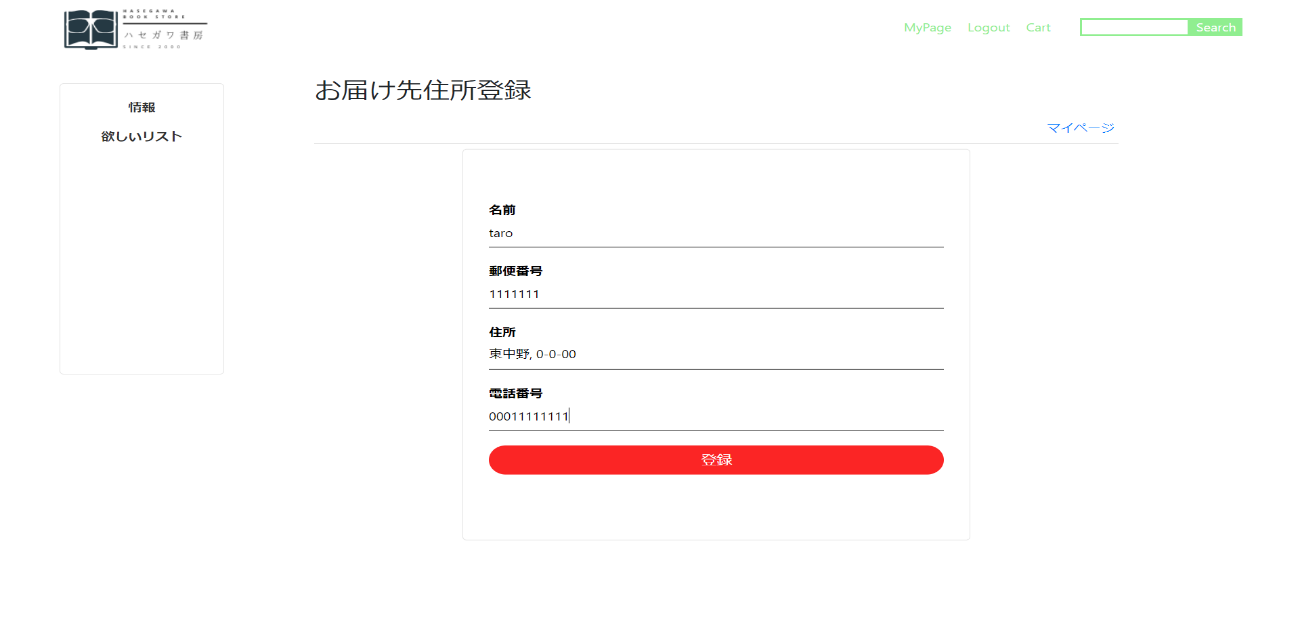 HASEGAWA
BOOK STORE
ハセガワ書房
SINCE 2000
MyPage Logout Cart Search
情報
欲しいリスト
お届け先住所登録
マイページ
名前
taro
郵便番号
1111111
住所
東中野, 0-0-00
電話番号
00011111111
登録